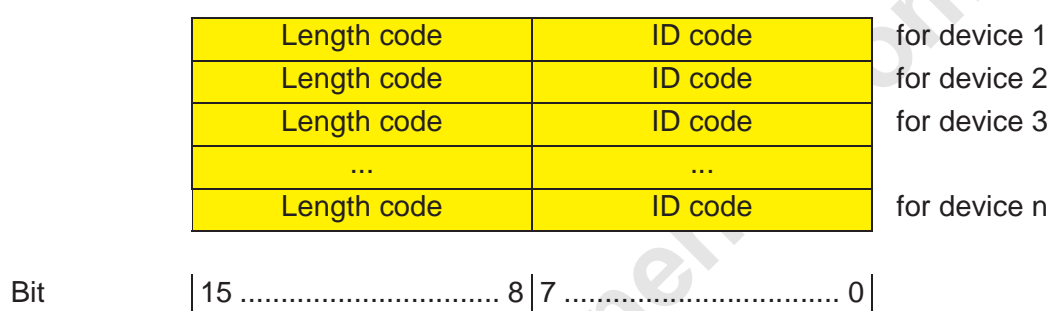 Length code ID code for device 1
Length code ID code for device 2
Length code ID code for device 3
... ...
Length code ID code for device n
Bit 15 ............................... 8 7 ................................. 0